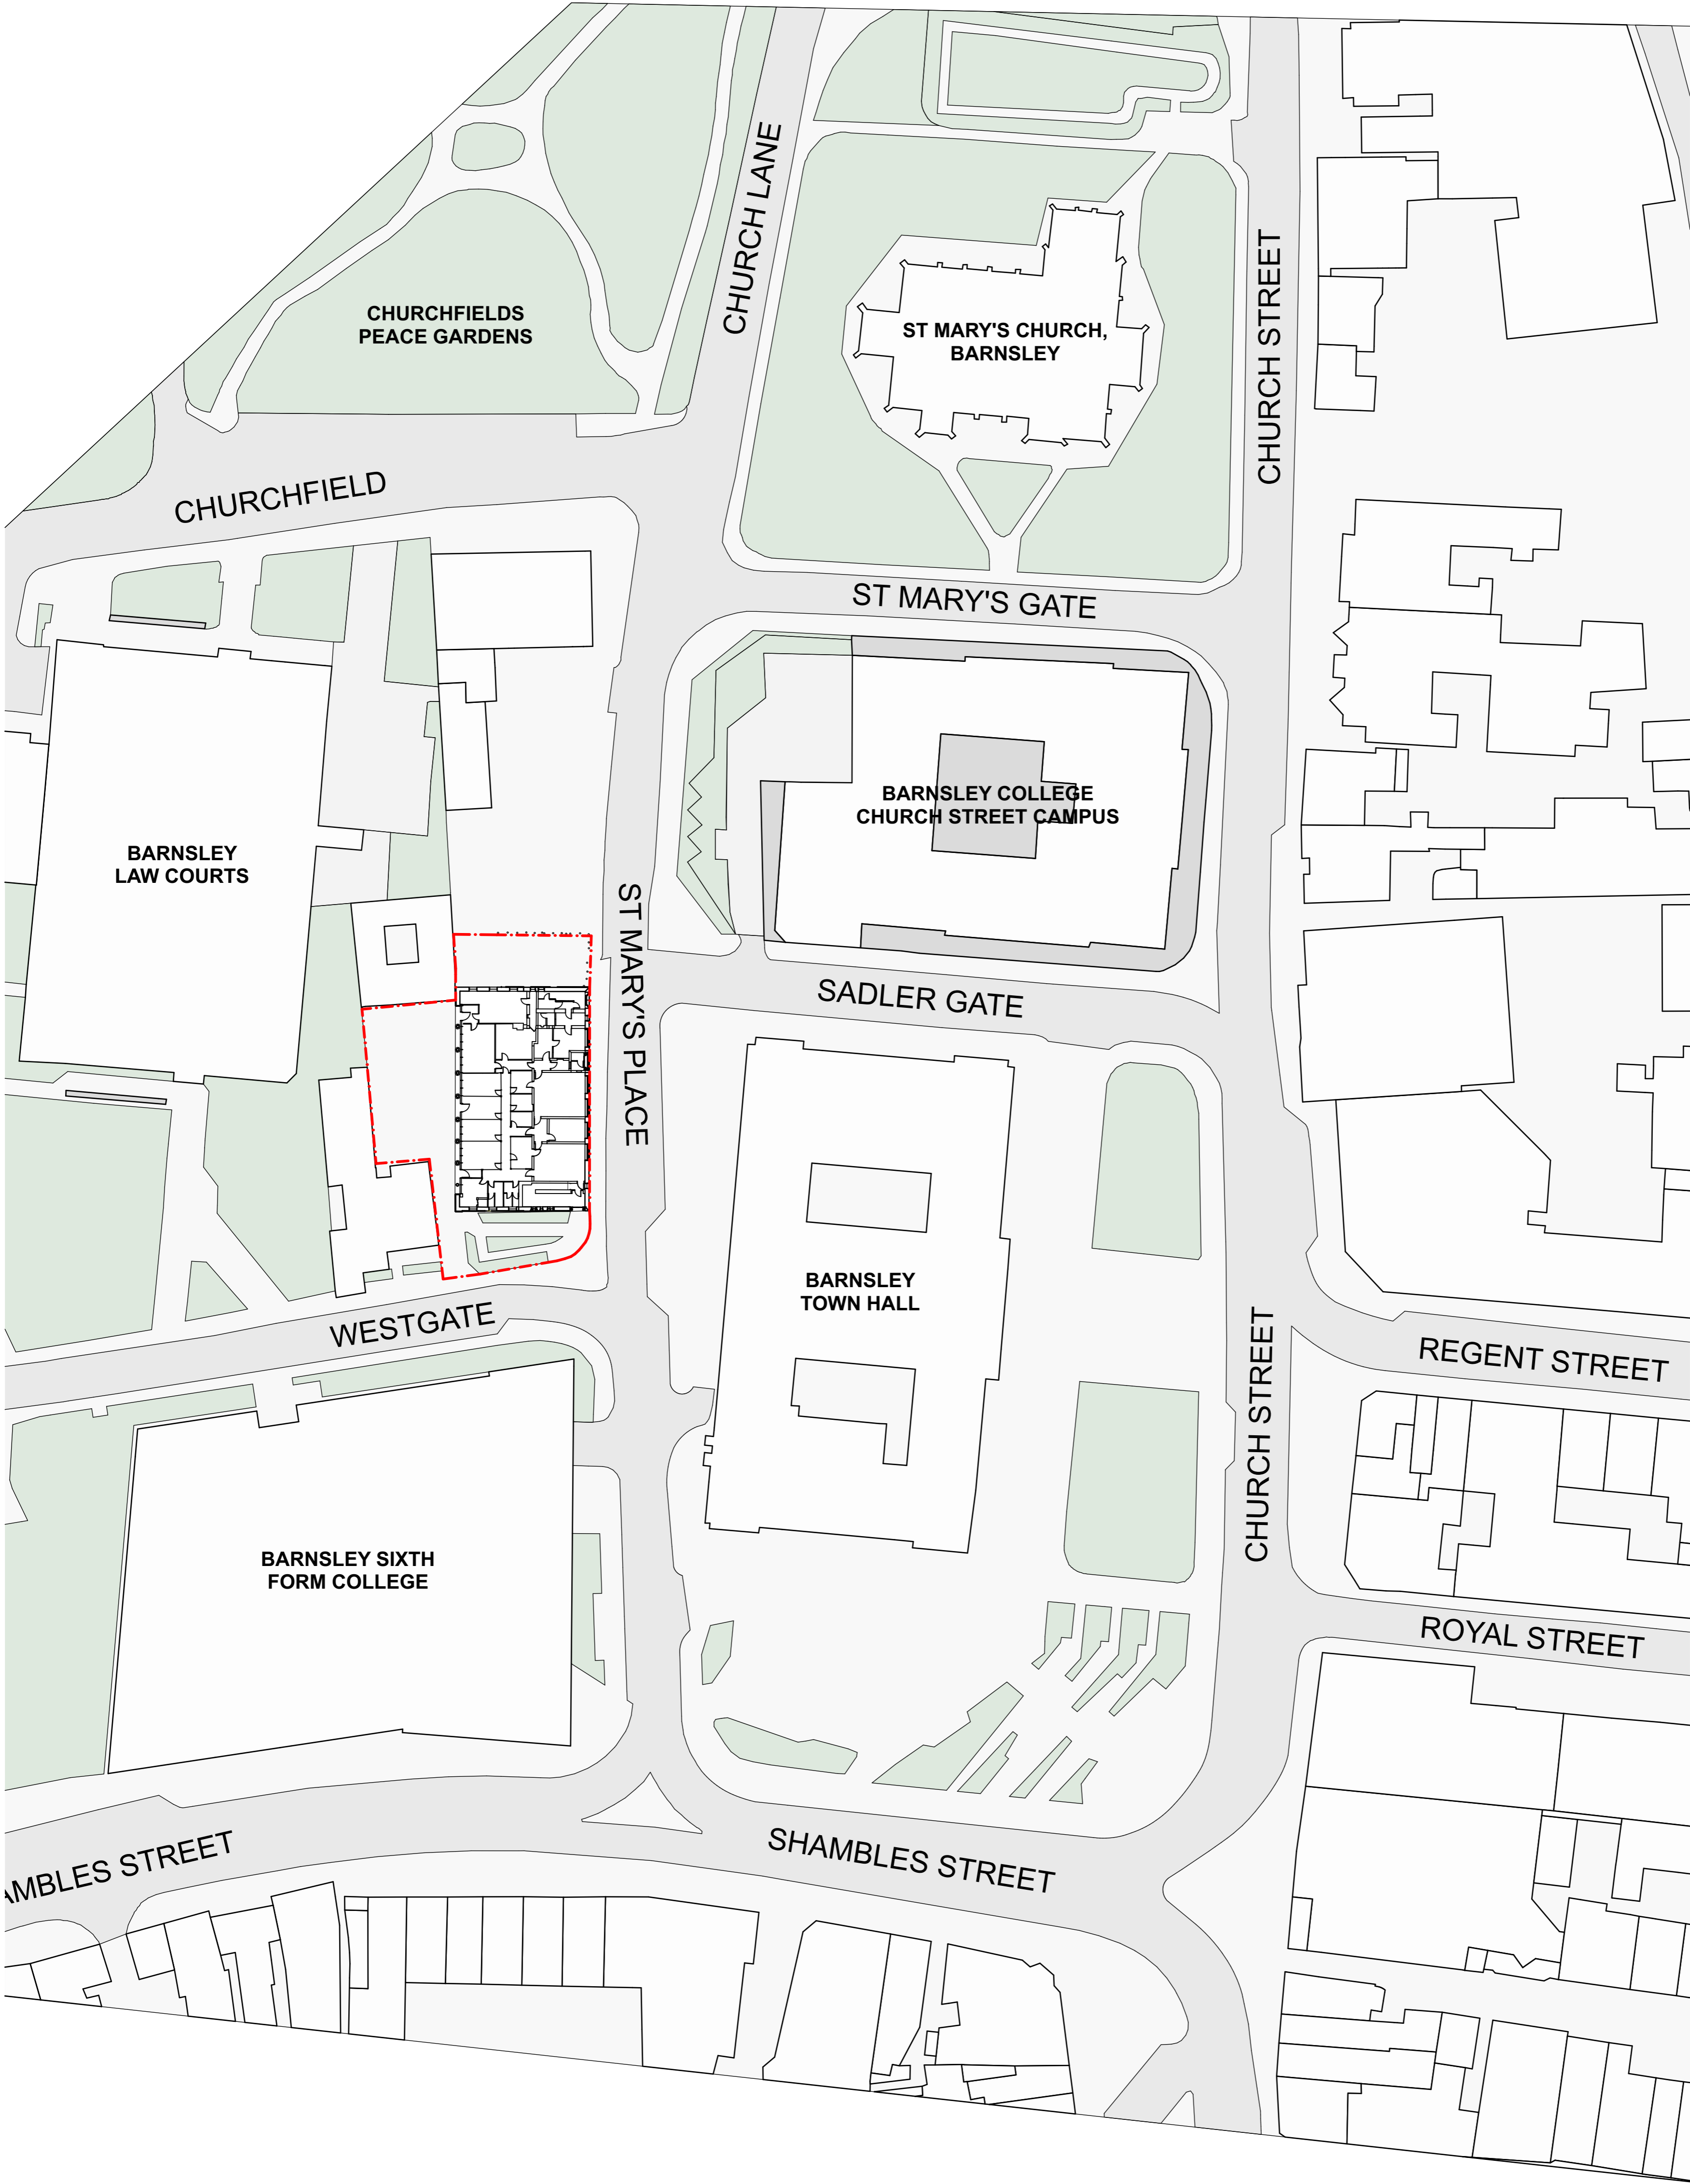 CHURCH LANE
CHURCH STREET
CHURCHFIELDS
PEACE GARDENS
ST MARY'S CHURCH,
BARNSLEY
CHURCHFIELD
ST MARY'S GATE
BARNSLEY COLLEGE
CHURCH STREET CAMPUS
BARNSLEY
LAW COURTS
ST MARY'S PLACE
SADLER GATE
BARNSLEY
TOWN HALL
WESTGATE
CHURCH STREET
REGENT STREET
BARNSLEY SIXTH
FORM COLLEGE
ROYAL STREET
AMBLES STREET
SHAMBLES STREET